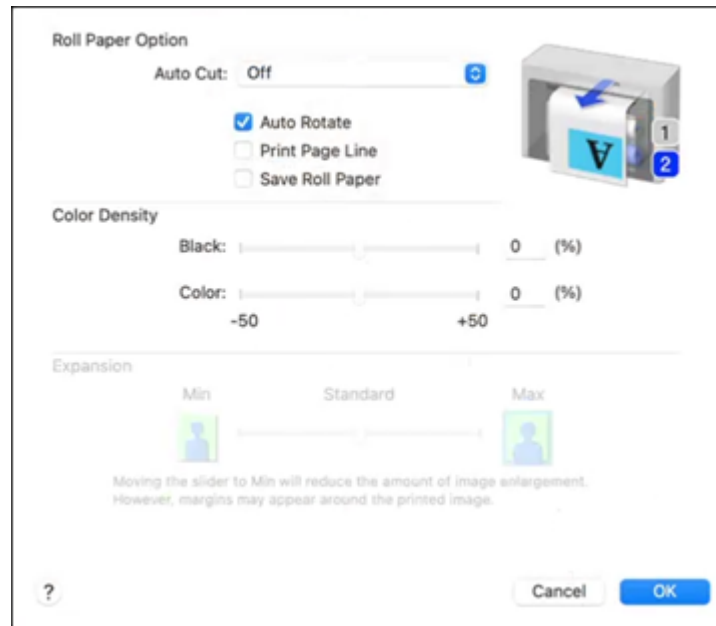 Roll Paper Option
Auto Cut: Off
Auto Rotate
Print Page Line
Save Roll Paper
A
1
2
Color Density
Black: 0 (%)
Color: 0 (%)
-50 +50
Expansion
Min Standard Max
Moving the slider to Min will reduce the amount of image enlargement.
However, margins may appear around the printed image.
? Cancel OK